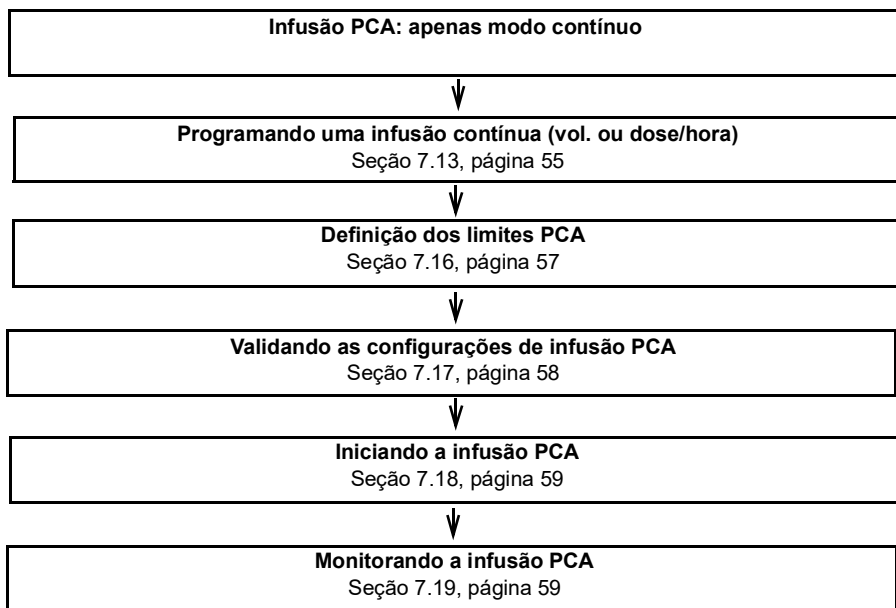 Infusão PCA: apenas modo contínuo
Programando uma infusão contínua (vol. ou dose/hora)
Seção 7.13, página 55
Definição dos limites PCA
Seção 7.16, página 57
Validando as configurações de infusão PCA
Seção 7.17, página 58
Iniciando a infusão PCA
Seção 7.18, página 59
Monitorando a infusão PCA
Seção 7.19, página 59